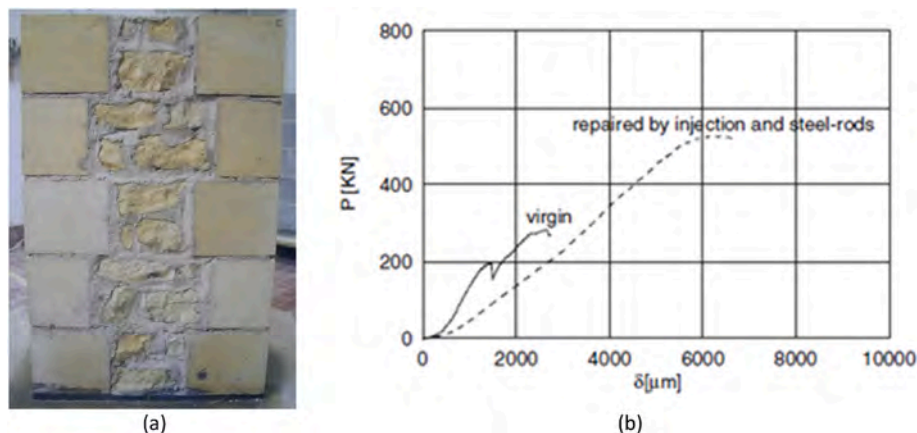 800
600
400
200
0
P [KN]
repaired by injection and steel-rods
virgin
0 2000 4000 6000 8000 10000
δ[μm]
(a) (b)